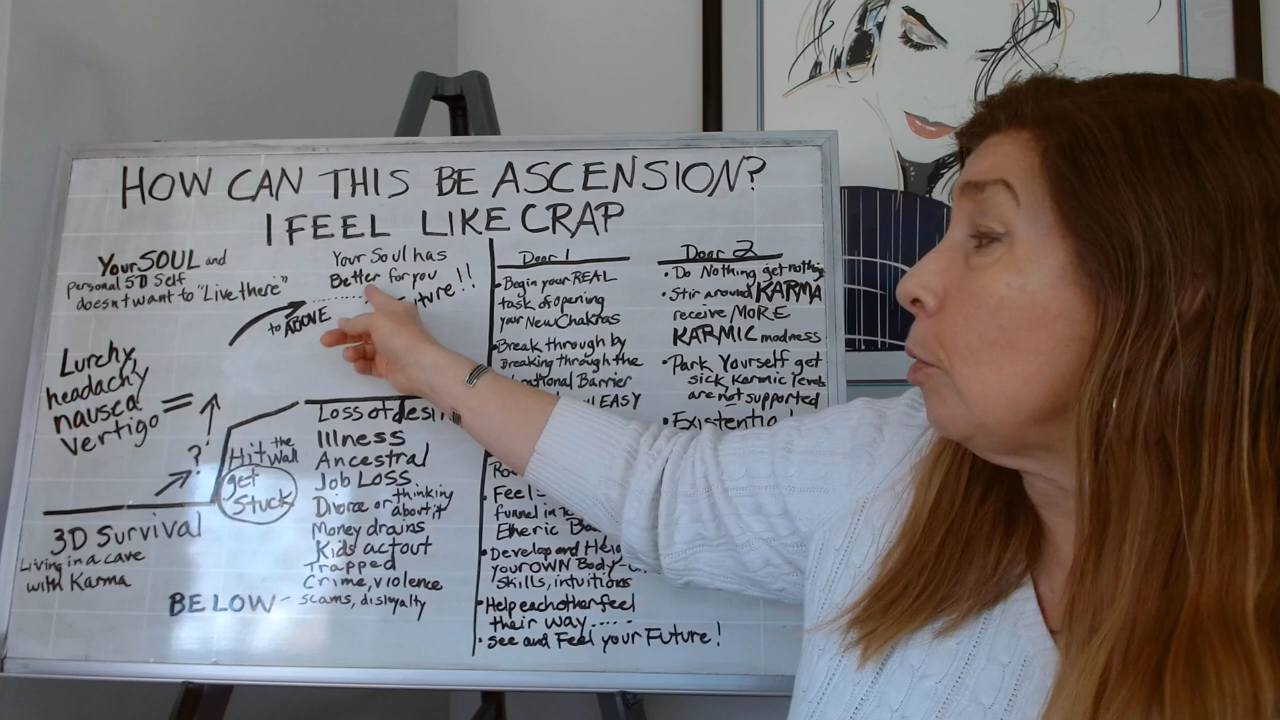 HOW CAN THIS BE ASCENSION?
I FEEL LIKE CRAP
Your SOUL and
personal 5D Self
doesn't want to "Live there"
Your Soul has
Better for you
!!
to ABOVE
Lurchy,
headachy
nausea
vertigo =
?
Hit the
Wall
get
stuck
3D Survival
Living in a cave
with Karma
BELOW - scams, disloyalty
Loss of
Illness
Ancestral
Job Loss
Divorce or thinking
about it
Money drains
Kids act out
Trapped
Crime, violence
Door 1
• Begin your REAL
task of opening
your New Chakras
• Break through by
Breaking through the
Barrier
EASY
• Feel
funnel in
Etheric
• Develop and
your OWN Body-
skills, intuitions
• Help each other feel
their way.....
• See and Feel your Future!
Door 2
• Do Nothing get nothing
• Stir around KARMA
receive MORE
KARMIC madness
• Park Yourself get
sick, Karmic levels
are not supported